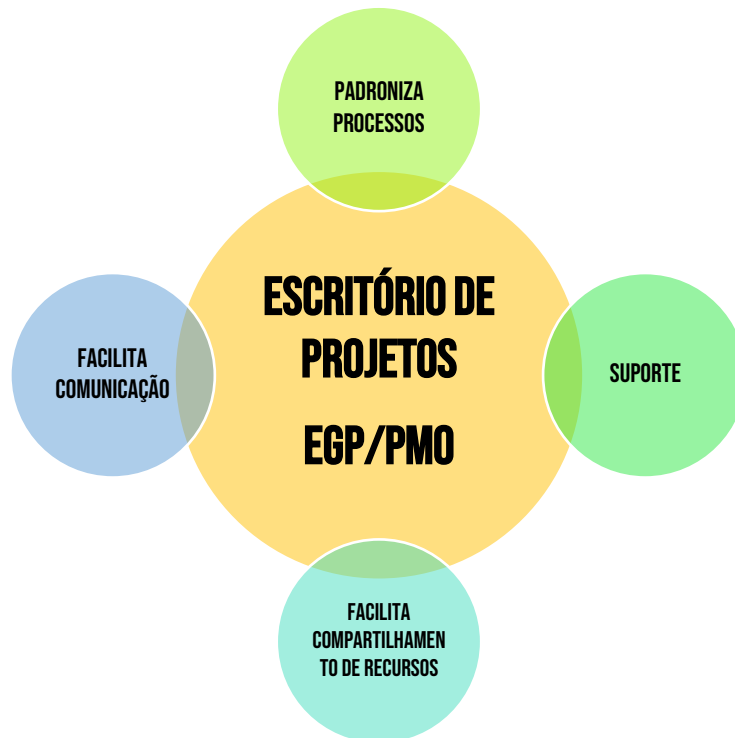 PADRONIZA
PROCESSOS
ESCRITÓRIO DE
PROJETOS
EGP/PMO
FACILITA
COMUNICAÇÃO
SUPORTE
FACILITA
COMPARTILHAMEN
TO DE RECURSOS